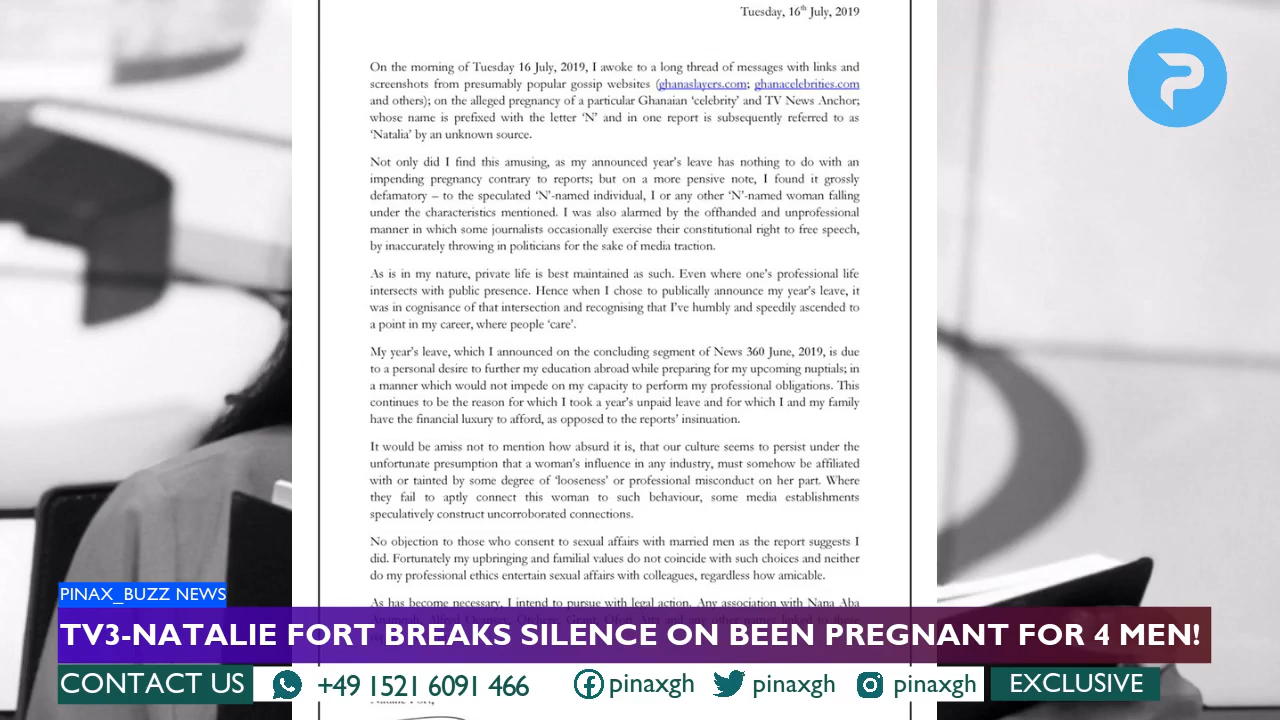 Tuesday, 16th July, 2019
On the morning of Tuesday 16 July, 2019, I awoke to a long thread of messages with links and
screenshots from presumably popular gossip websites (ghanaslayers.com; ghanacelebrities.com
and others); on the alleged pregnancy of a particular Ghanaian ‘celebrity’ and TV News Anchor;
whose name is prefixed with the letter ‘N’ and in one report is subsequently referred to as
‘Natalia’ by an unknown source.
Not only did I find this amusing, as my announced year’s leave has nothing to do with an
impending pregnancy contrary to reports; but on a more pensive note, I found it grossly
defamatory – to the speculated ‘N’-named individual, I or any other ‘N’-named woman falling
under the characteristics mentioned. I was also alarmed by the offhanded and unprofessional
manner in which some journalists occasionally exercise their constitutional right to free speech,
by inaccurately throwing in politicians for the sake of media traction.
As is in my nature, private life is best maintained as such. Even where one’s professional life
intersects with public presence. Hence when I chose to publically announce my year’s leave, it
was in cognisance of that intersection and recognising that I’ve humbly and speedily ascended to
a point in my career, where people ‘care’.
My year’s leave, which I announced on the concluding segment of News 360 June, 2019, is due
to a personal desire to further my education abroad while preparing for my upcoming nuptials; in
a manner which would not impede on my capacity to perform my professional obligations. This
continues to be the reason for which I took a year’s unpaid leave and for which I and my family
have the financial luxury to afford, as opposed to the reports’ insinuation.
It would be amiss not to mention how absurd it is, that our culture seems to persist under the
unfortunate presumption that a woman’s influence in any industry, must somehow be affiliated
with or tainted by some degree of ‘looseness’ or professional misconduct on her part. Where
they fail to aptly connect this woman to such behaviour, some media establishments
speculatively construct uncorroborated connections.
No objection to those who consent to sexual affairs with married men as the report suggests I
did. Fortunately my upbringing and familial values do not coincide with such choices and neither
do my professional ethics entertain sexual affairs with colleagues, regardless how amicable.
As has become necessary, I intend to pursue with legal action. Any association with Nana Aba
PINAX_BUZZ NEWS
TV3-NATALIE FORT BREAKS SILENCE ON BEEN PREGNANT FOR 4 MEN!
CONTACT US +49 1521 6091 466 pinaxgh pinaxgh pinaxgh EXCLUSIVE